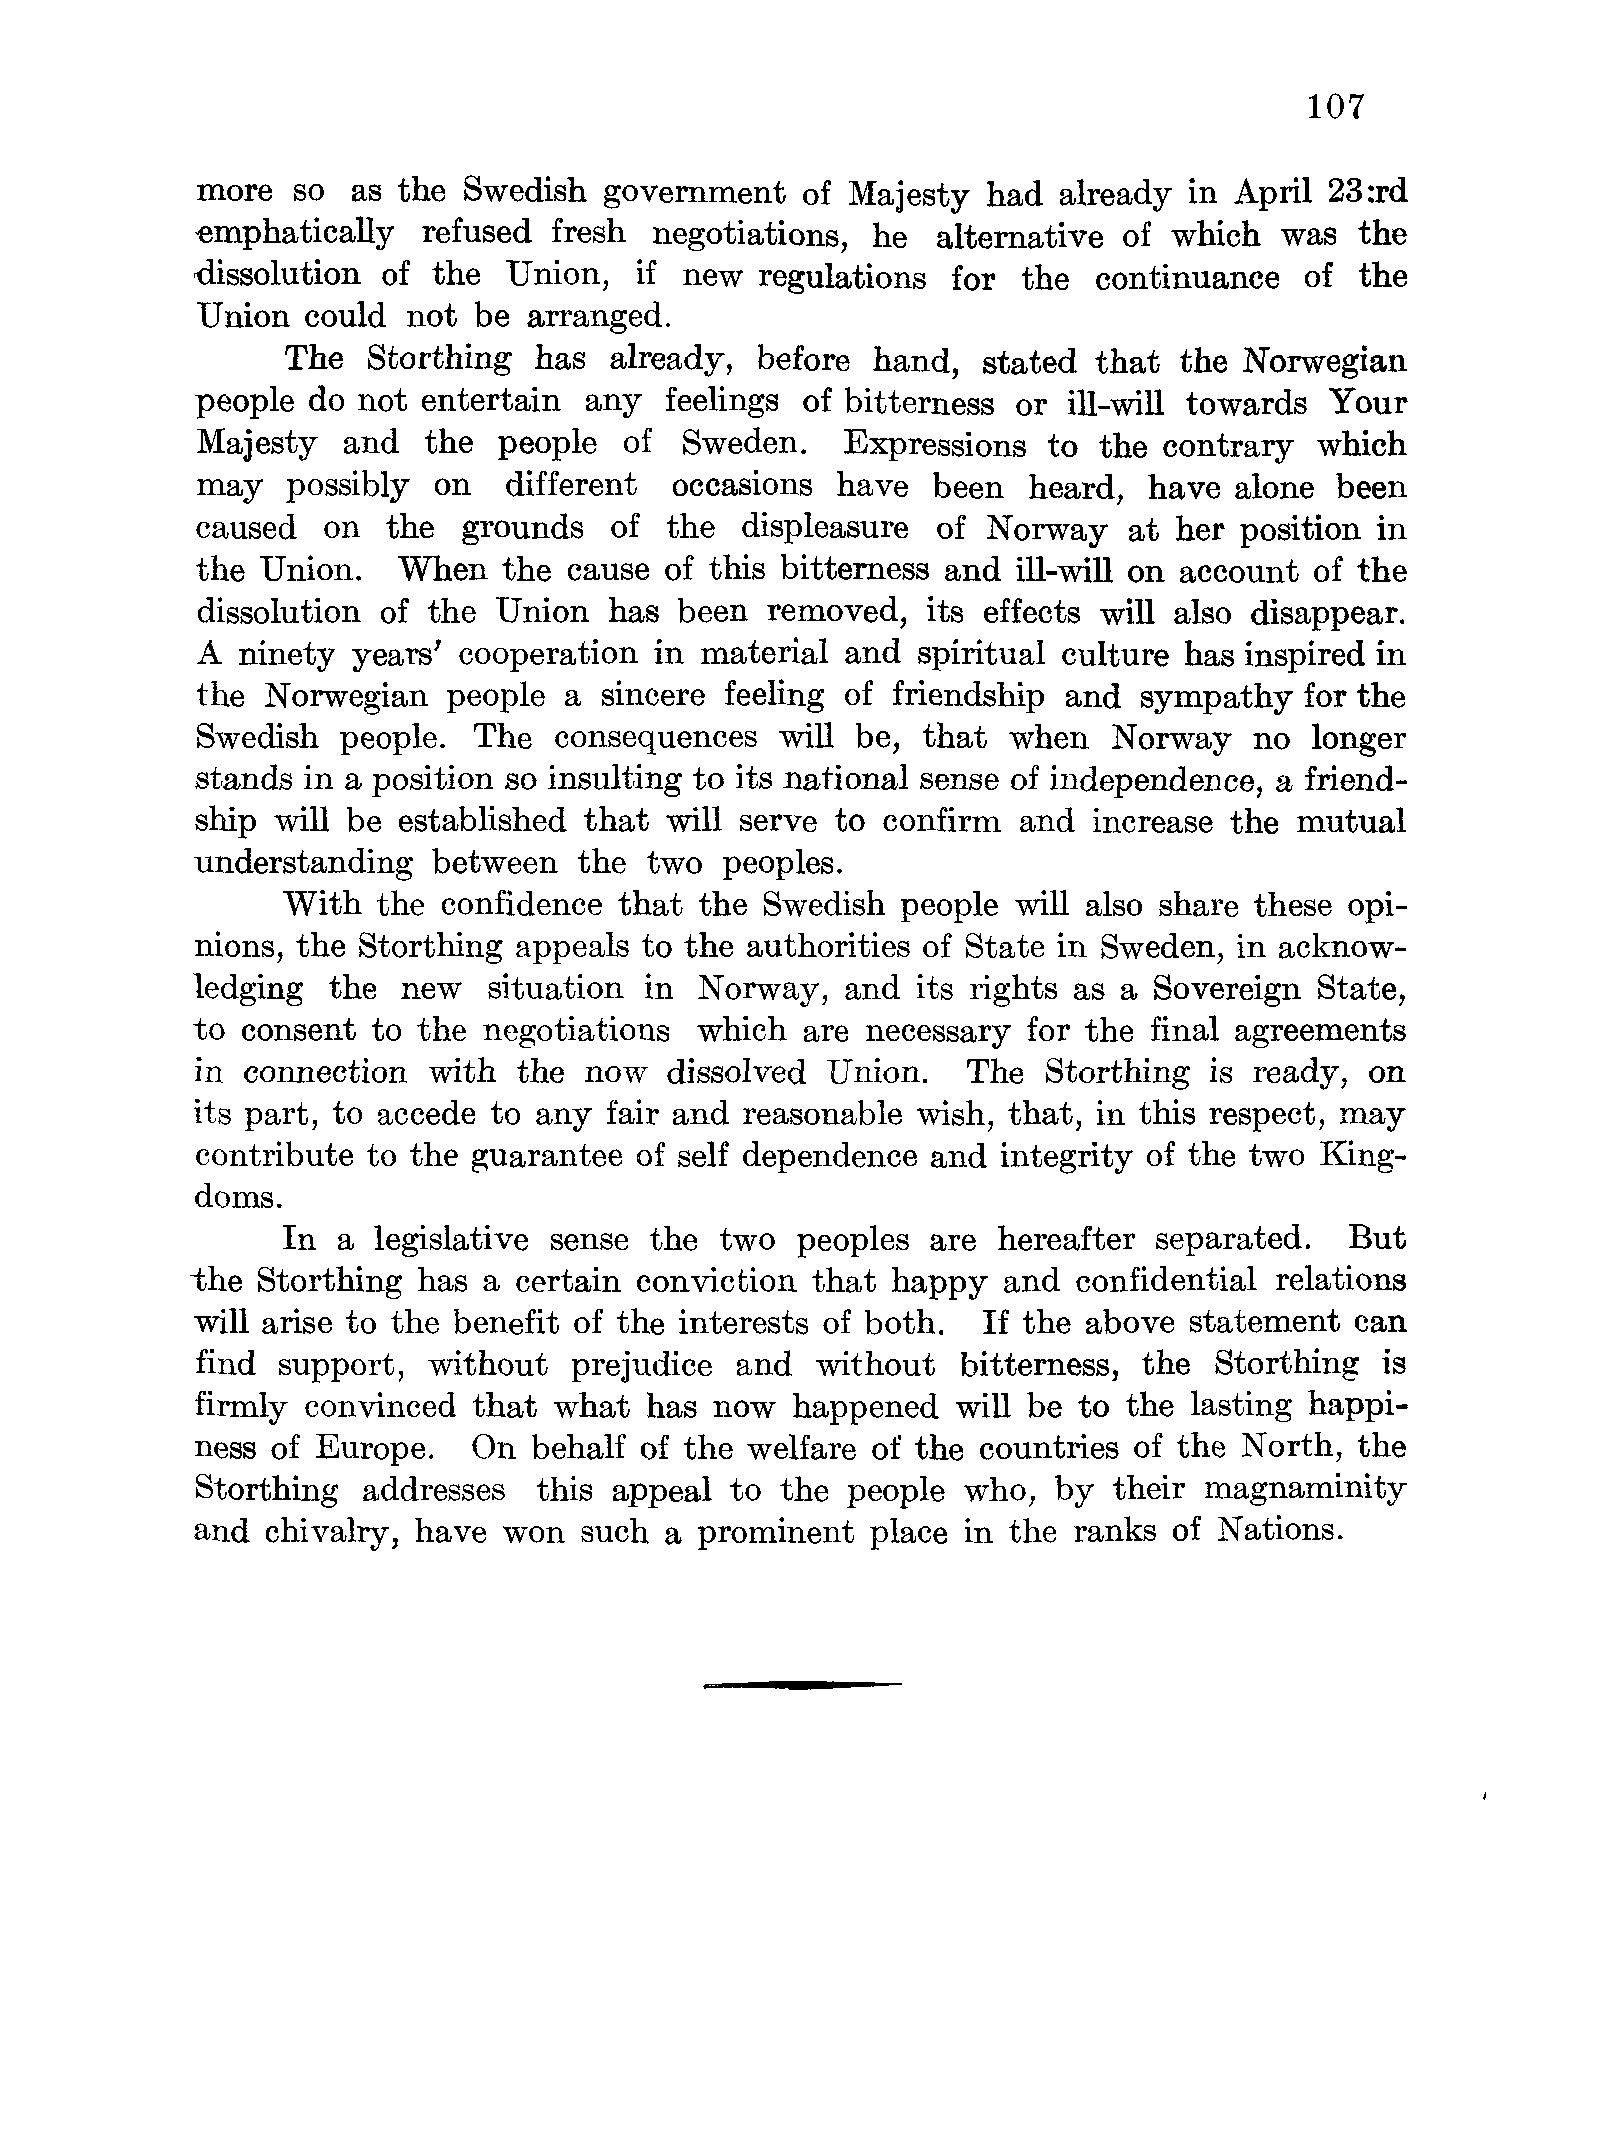 107
more so as the Swedish government of Majesty had already in April 23:rd
emphatically refused fresh negotiations, he alternative of which was the
dissolution of the Union, if new regulations for the continuance of the
Union could not be arranged.
The Storthing has already, before hand, stated that the Norwegian
people do not entertain any feelings of bitterness or ill-will towards Your
Majesty and the people of Sweden. Expressions to the contrary which
may possibly on different occasions have been heard, have alone been
caused on the grounds of the displeasure of Norway at her position in
the Union. When the cause of this bitterness and ill-will on account of the
dissolution of the Union has been removed, its effects will also disappear.
A ninety years' cooperation in material and spiritual culture has inspired in
the Norwegian people a sincere feeling of friendship and sympathy for the
Swedish people. The consequences will be, that when Norway no longer
stands in a position so insulting to its national sense of independence, a friend-
ship will be established that will serve to confirm and increase the mutual
understanding between the two peoples.
With the confidence that the Swedish people will also share these opi-
nions, the Storthing appeals to the authorities of State in Sweden, in acknow-
ledging the new situation in Norway, and its rights as a Sovereign State,
to consent to the negotiations which are necessary for the final agreements
in connection with the now dissolved Union. The Storthing is ready, on
its part, to accede to any fair and reasonable wish, that, in this respect, may
contribute to the guarantee of self dependence and integrity of the two King-
doms.
In a legislative sense the two peoples are hereafter separated. But
the Storthing has a certain conviction that happy and confidential relations
will arise to the benefit of the interests of both. If the above statement can
find support, without prejudice and without bitterness, the Storthing is
firmly convinced that what has now happened will be to the lasting happi-
ness of Europe. On behalf of the welfare of the countries of the North, the
Storthing addresses this appeal to the people who, by their magnaminity
and chivalry, have won such a prominent place in the ranks of Nations.